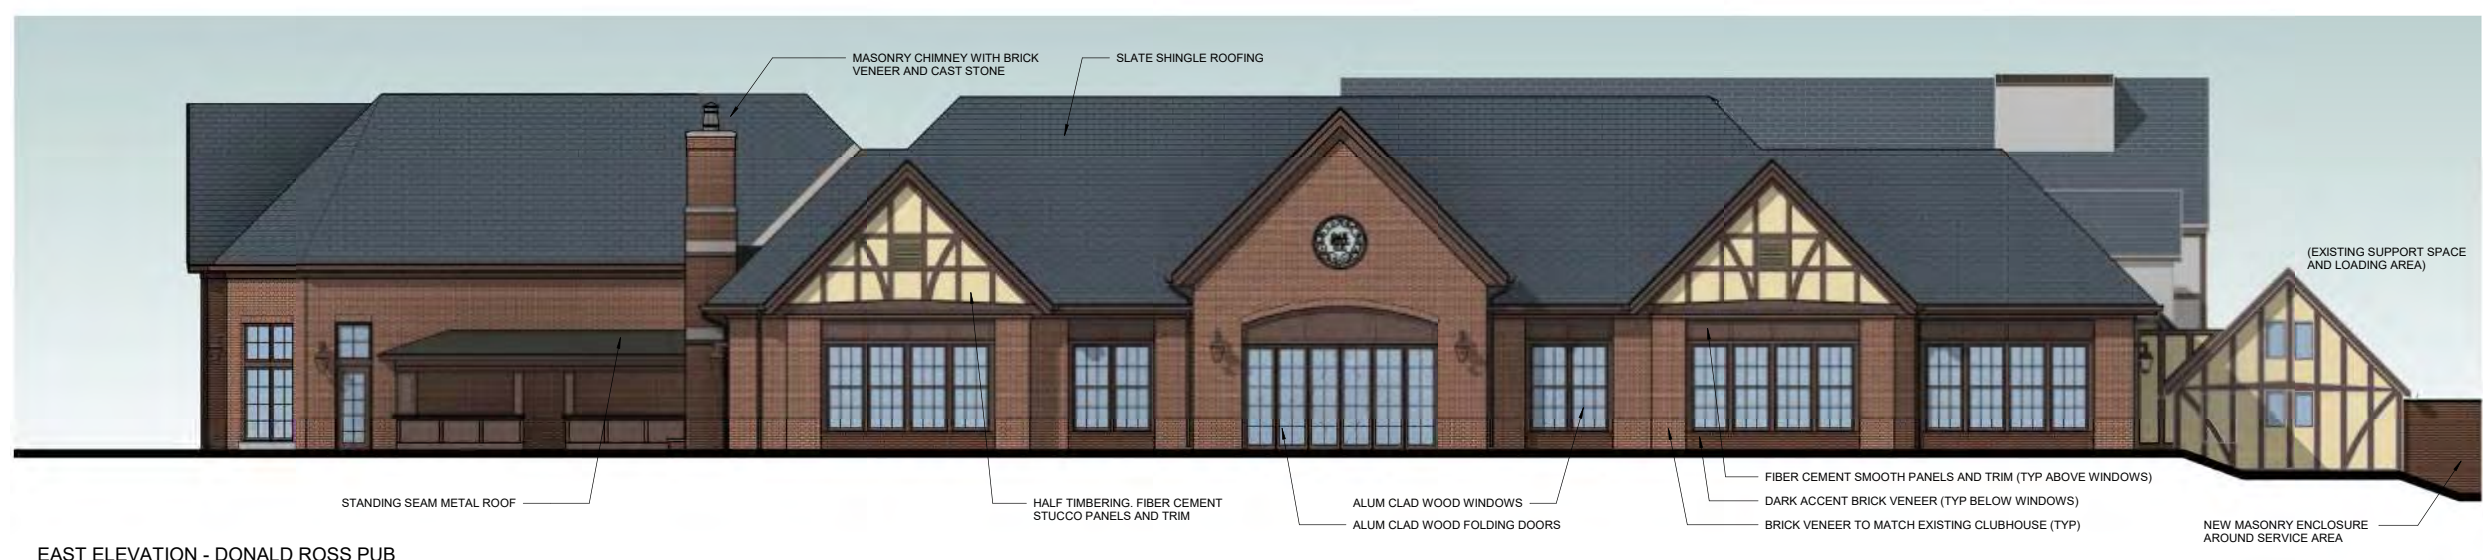 MASONRY CHIMNEY WITH BRICK
VENEER AND CAST STONE
SLATE SHINGLE ROOFING
(EXISTING SUPPORT SPACE
AND LOADING AREA)
STANDING SEAM METAL ROOF
HALF TIMBERING. FIBER CEMENT
STUCCO PANELS AND TRIM
ALUM CLAD WOOD WINDOWS
ALUM CLAD WOOD FOLDING DOORS
FIBER CEMENT SMOOTH PANELS AND TRIM (TYP ABOVE WINDOWS)
DARK ACCENT BRICK VENEER (TYP BELOW WINDOWS)
BRICK VENEER TO MATCH EXISTING CLUBHOUSE (TYP)
NEW MASONRY ENCLOSURE
AROUND SERVICE AREA
EAST ELEVATION - DONALD ROSS PUB